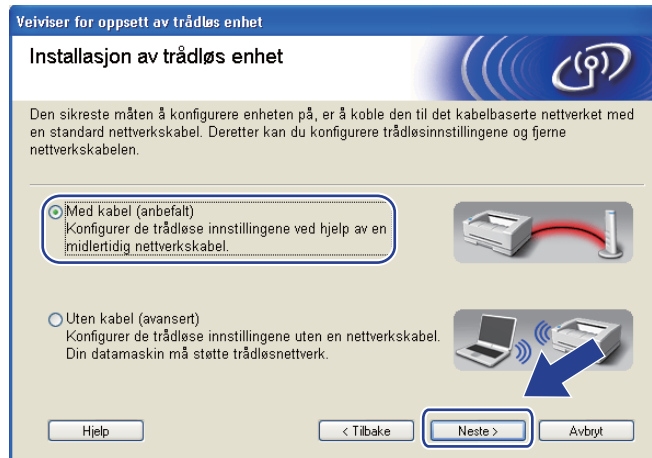 Veiviser for oppsett av trådløs enhet
Installasjon av trådløs enhet
Den sikreste måten å konfigurere enheten på, er å koble den til det kabelbaserte nettverket med
en standard nettverkskabel. Deretter kan du konfigurere trådløsinnstillingene og fjerne
nettverkskabelen.
Med kabel (anbefalt)
Konfigurer de trådløse innstillingene ved hjelp av en
midlertidig nettverkskabel.
Uten kabel (avansert)
Konfigurer de trådløse innstillingene uten en nettverkskabel.
Din datamaskin må støtte trådløsnettverk.
Hjelp
< Tilbake
Neste >
Avbryt